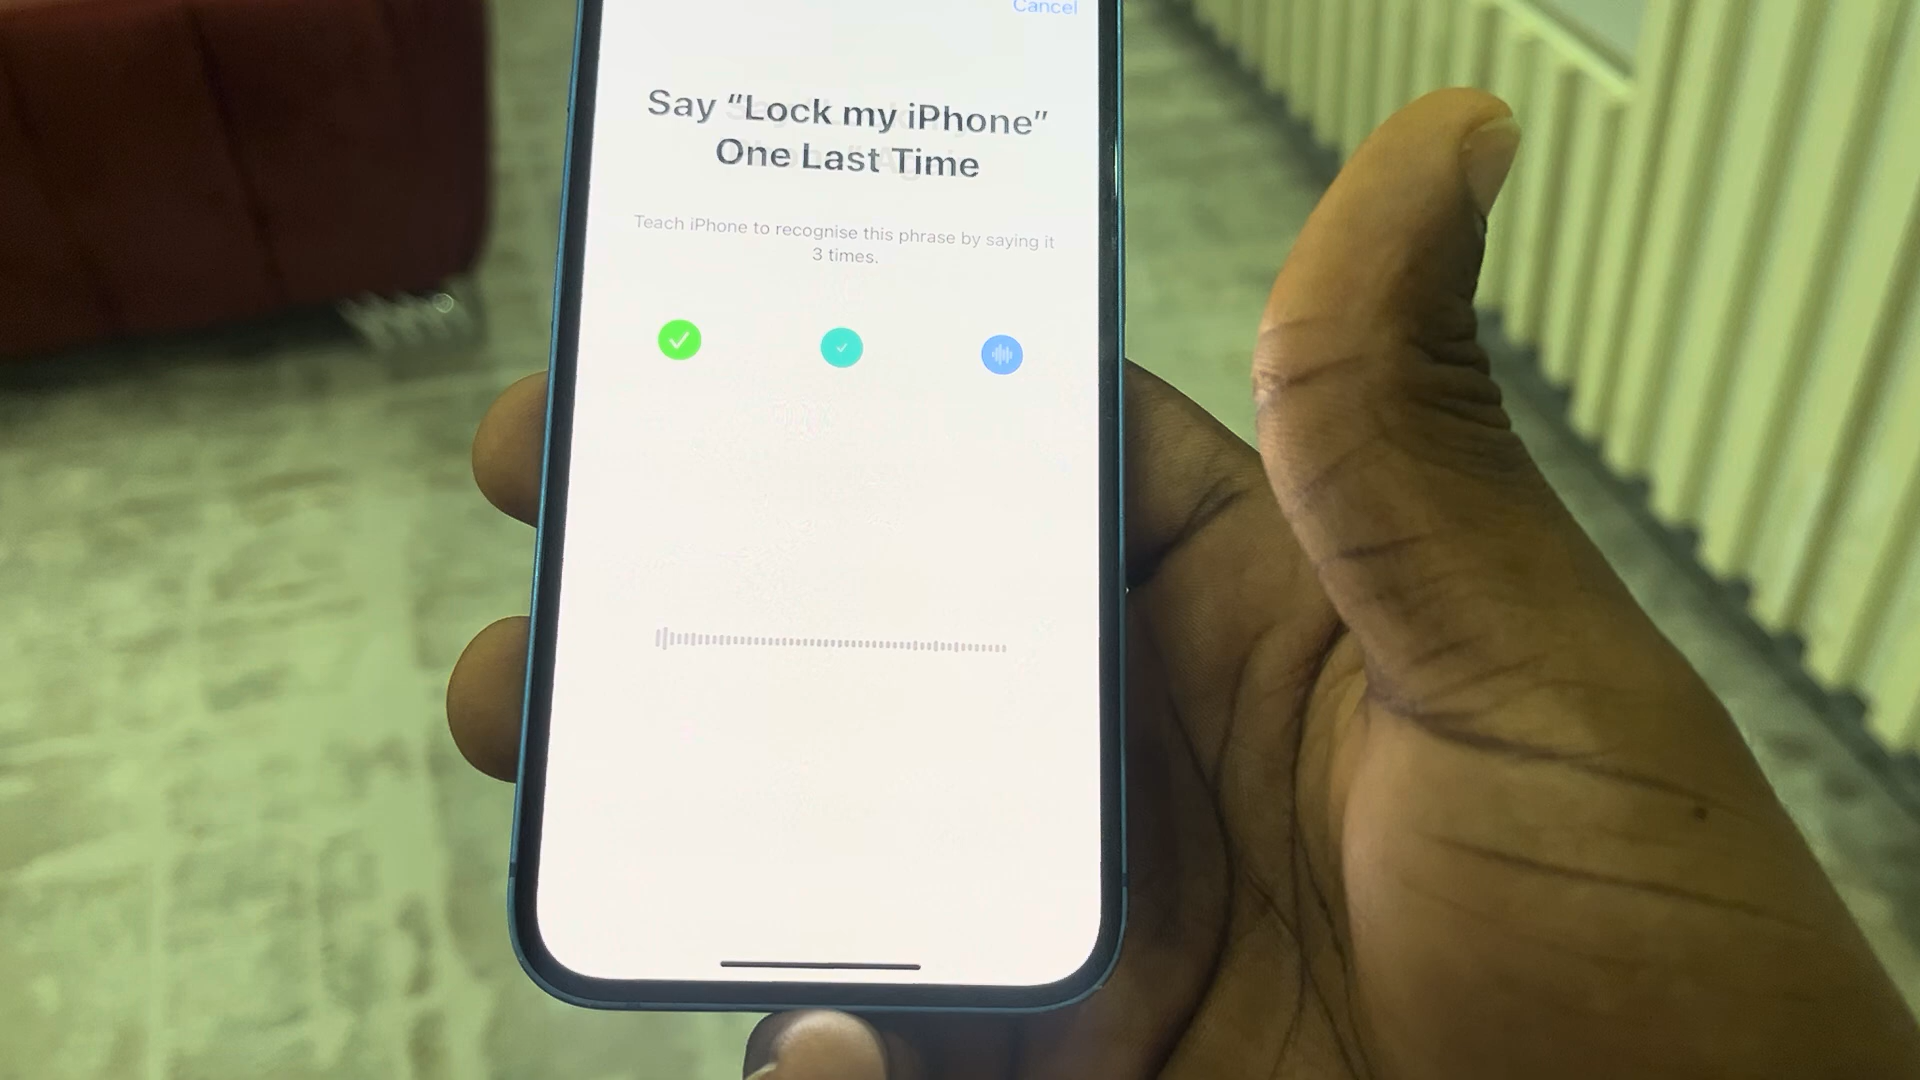 Cancel
Say “Lock my iPhone”
One Last Time
Teach iPhone to recognise this phrase by saying it
3 times.